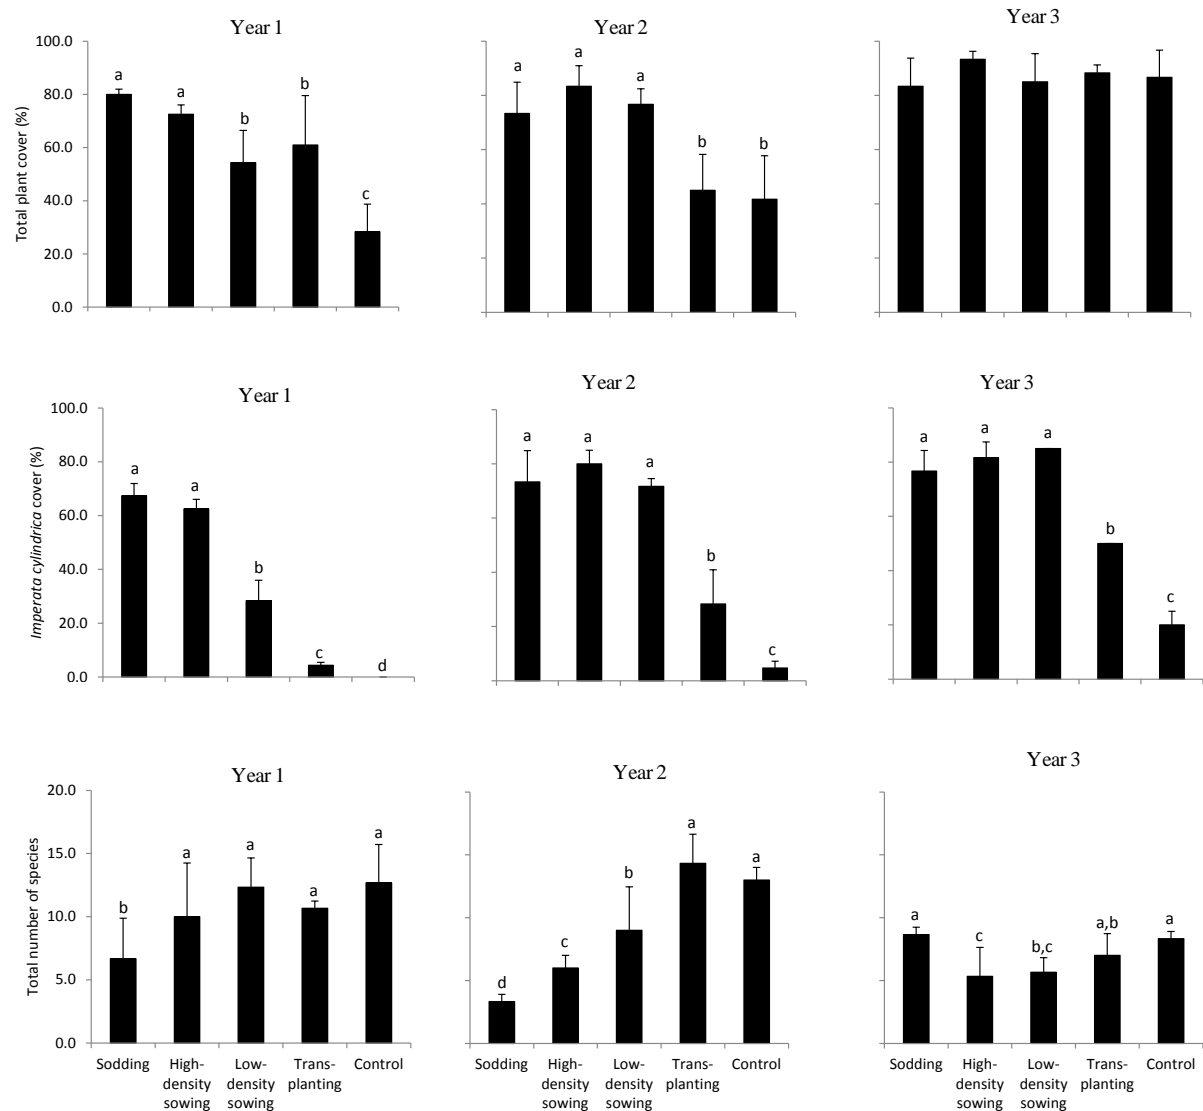 Year 1
Year 2
Year 3
Total plant cover (%)
100.0
80.0
60.0
40.0
20.0
0.0
a
a
b
b
c
a
a
a
b
b
Year 1
Year 2
Year 3
Imperata cylindrica cover (%)
100.0
80.0
60.0
40.0
20.0
0.0
a
a
b
c
d
a
a
a
b
c
a
a
a
b
c
Year 1
Year 2
Year 3
Total number of species
20.0
15.0
10.0
5.0
0.0
b
a
a
a
a
d
c
b
a
a
a
c
b,c
a,b
a
Sodding
High-
density
sowing
Low-
density
sowing
Trans-
planting
Control
Sodding
High-
density
sowing
Low-
density
sowing
Trans-
planting
Control
Sodding
High-
density
sowing
Low-
density
sowing
Trans-
planting
Control